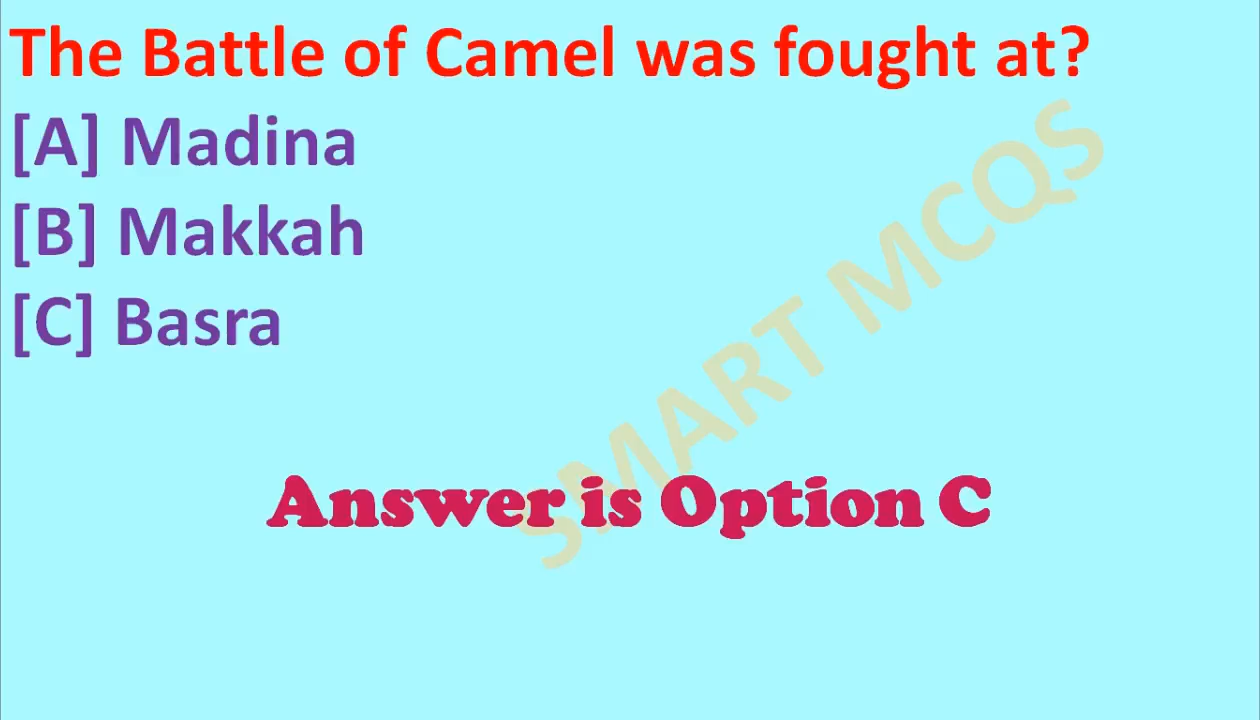 The Battle of Camel was fought at?
[A] Madina
[B] Makkah
[C] Basra
SMART MCQS
Answer is Option C